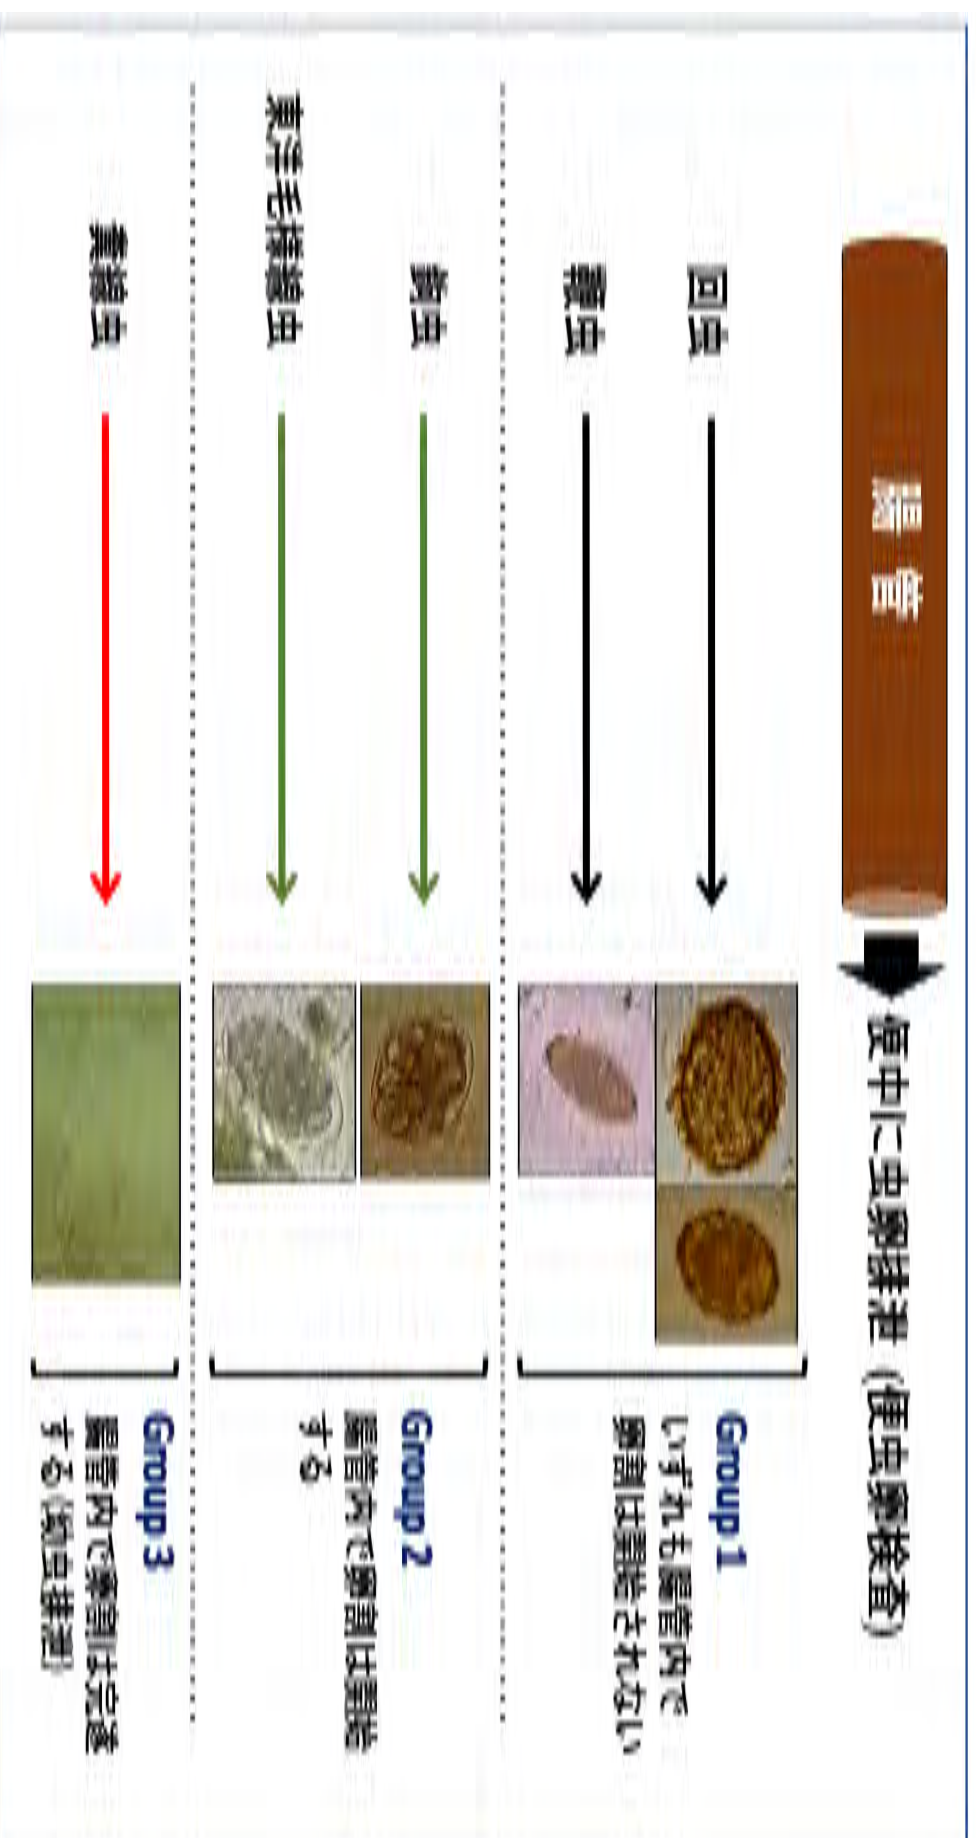 腸 管
便中に虫卵排泄 (便虫卵検査)
回虫
鞭虫
Group 1
いずれも腸管内で
卵割は開始されない
鉤虫
東洋毛様線虫
Group 2
腸管内で卵割は開始
する
糞線虫
Group 3
腸管内で卵割は完遂
する (幼虫排泄)